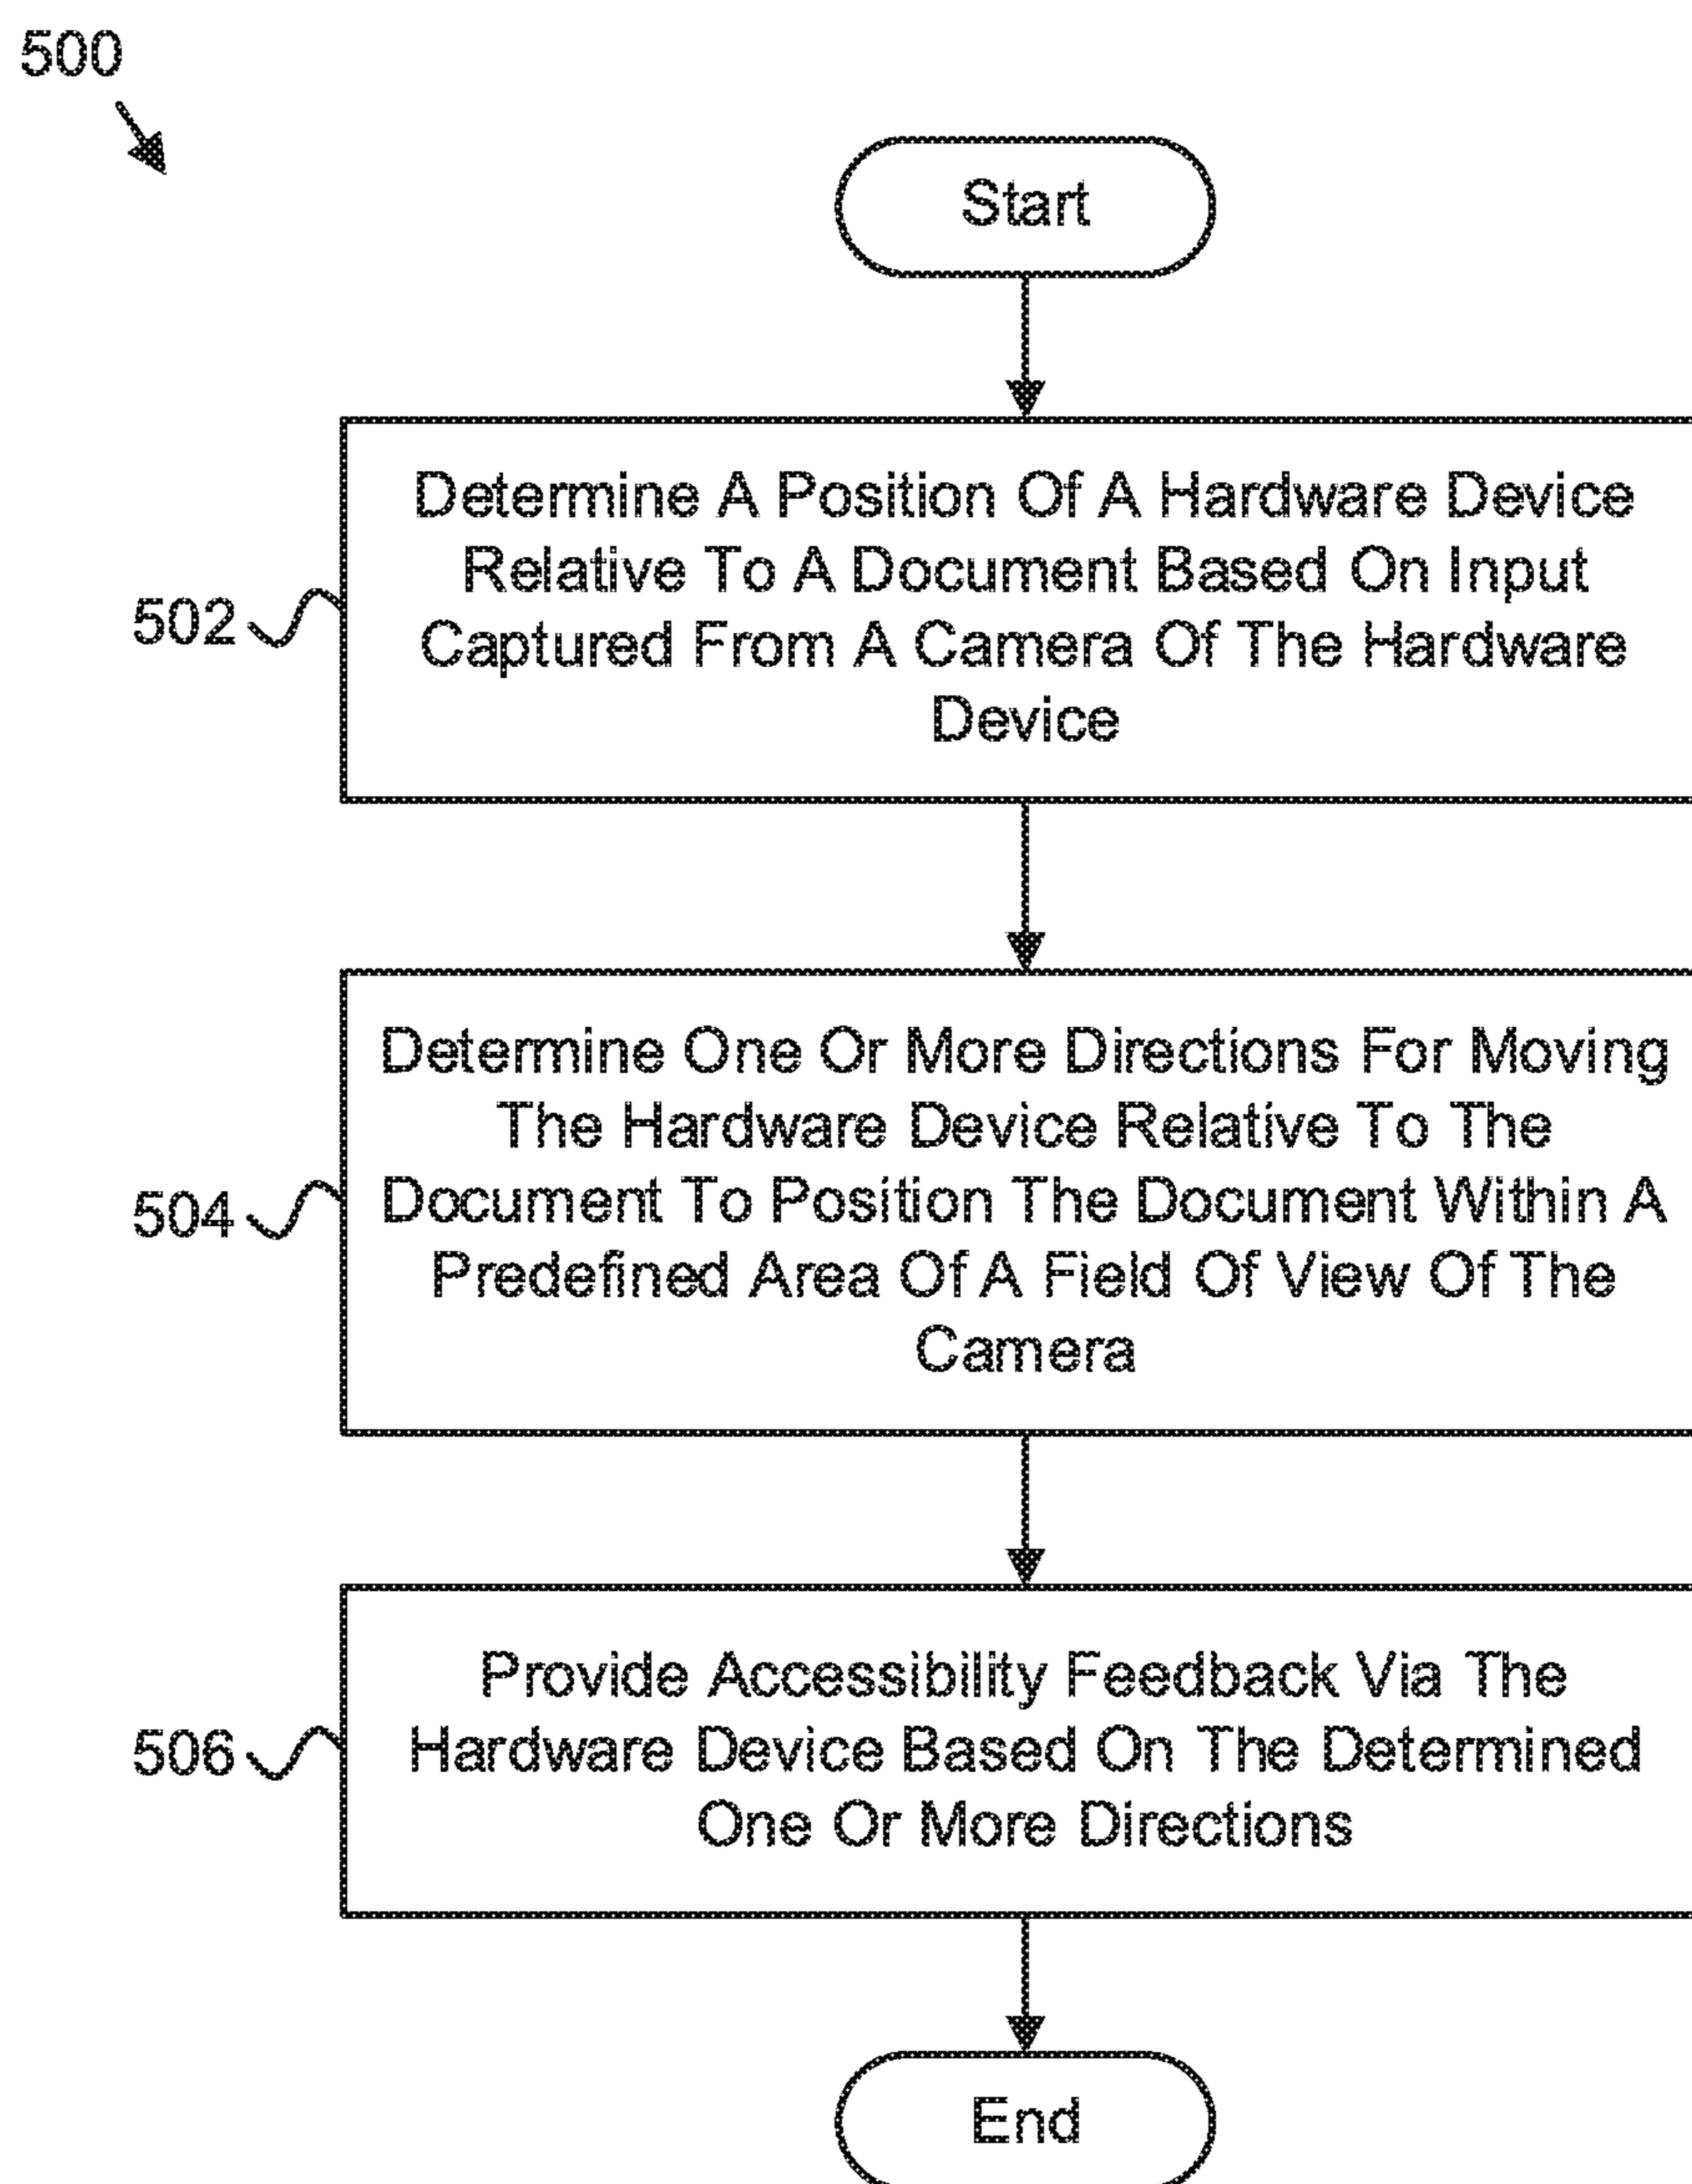 500
Start
502
Determine A Position Of A Hardware Device
Relative To A Document Based On Input
Captured From A Camera Of The Hardware
Device
504
Determine One Or More Directions For Moving
The Hardware Device Relative To The
Document To Position The Document Within A
Predefined Area Of A Field Of View Of The
Camera
506
Provide Accessibility Feedback Via The
Hardware Device Based On The Determined
One Or More Directions
End